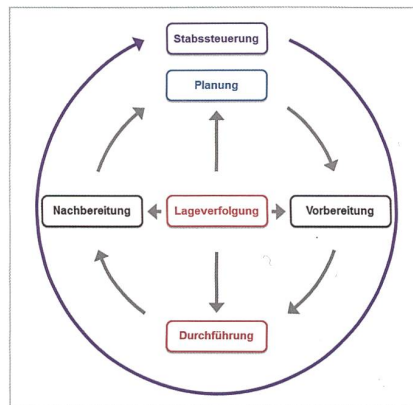 Stabssteuerung
Planung
Nachbereitung
Lageverfolgung
Vorbereitung
Durchführung